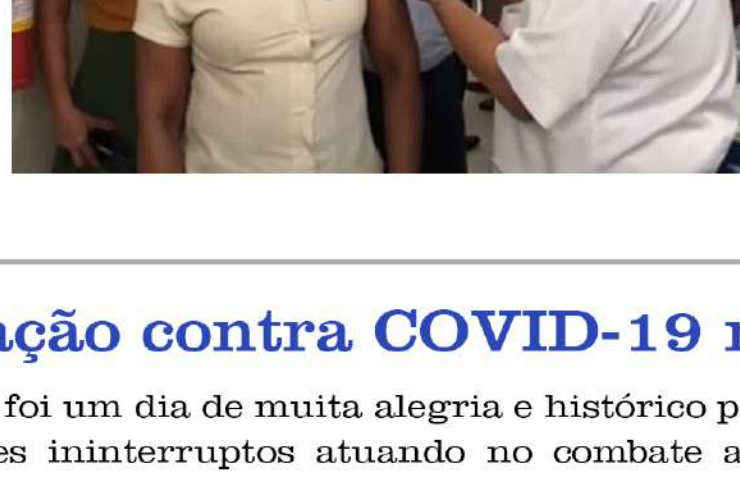 ação contra COVID-19
foi um dia de muita alegria e histórico p
es ininterruptos atuando no combate a